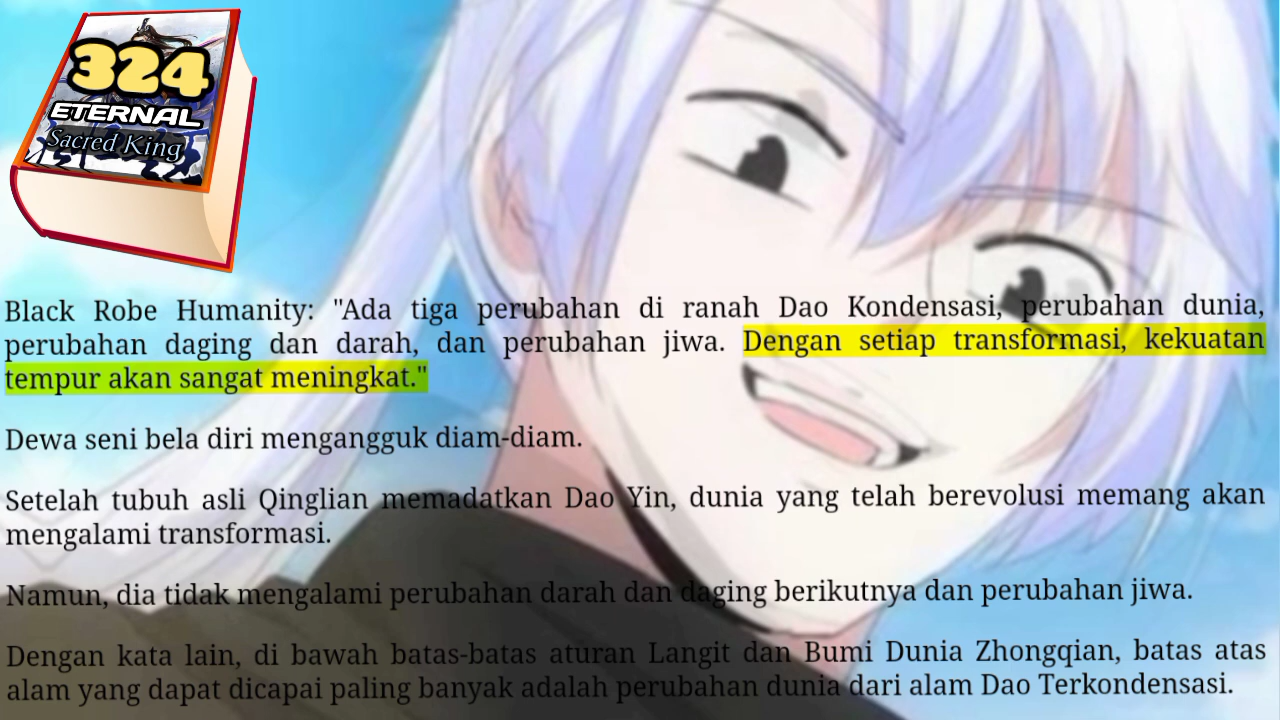 324
ETERNAL
Sacred King
Black Robe Humanity: "Ada tiga perubahan di ranah Dao Kondensasi, perubahan dunia,
perubahan daging dan darah, dan perubahan jiwa. Dengan setiap transformasi, kekuatan
tempur akan sangat meningkat."
Dewa seni bela diri mengangguk diam-diam.
Setelah tubuh asli Qinglian memadatkan Dao Yin, dunia yang telah berevolusi memang akan
mengalami transformasi.
Namun, dia tidak mengalami perubahan darah dan daging berikutnya dan perubahan jiwa.
Dengan kata lain, di bawah batas-batas aturan Langit dan Bumi Dunia Zhongqian, batas atas
alam yang dapat dicapai paling banyak adalah perubahan dunia dari alam Dao Terkondensasi.